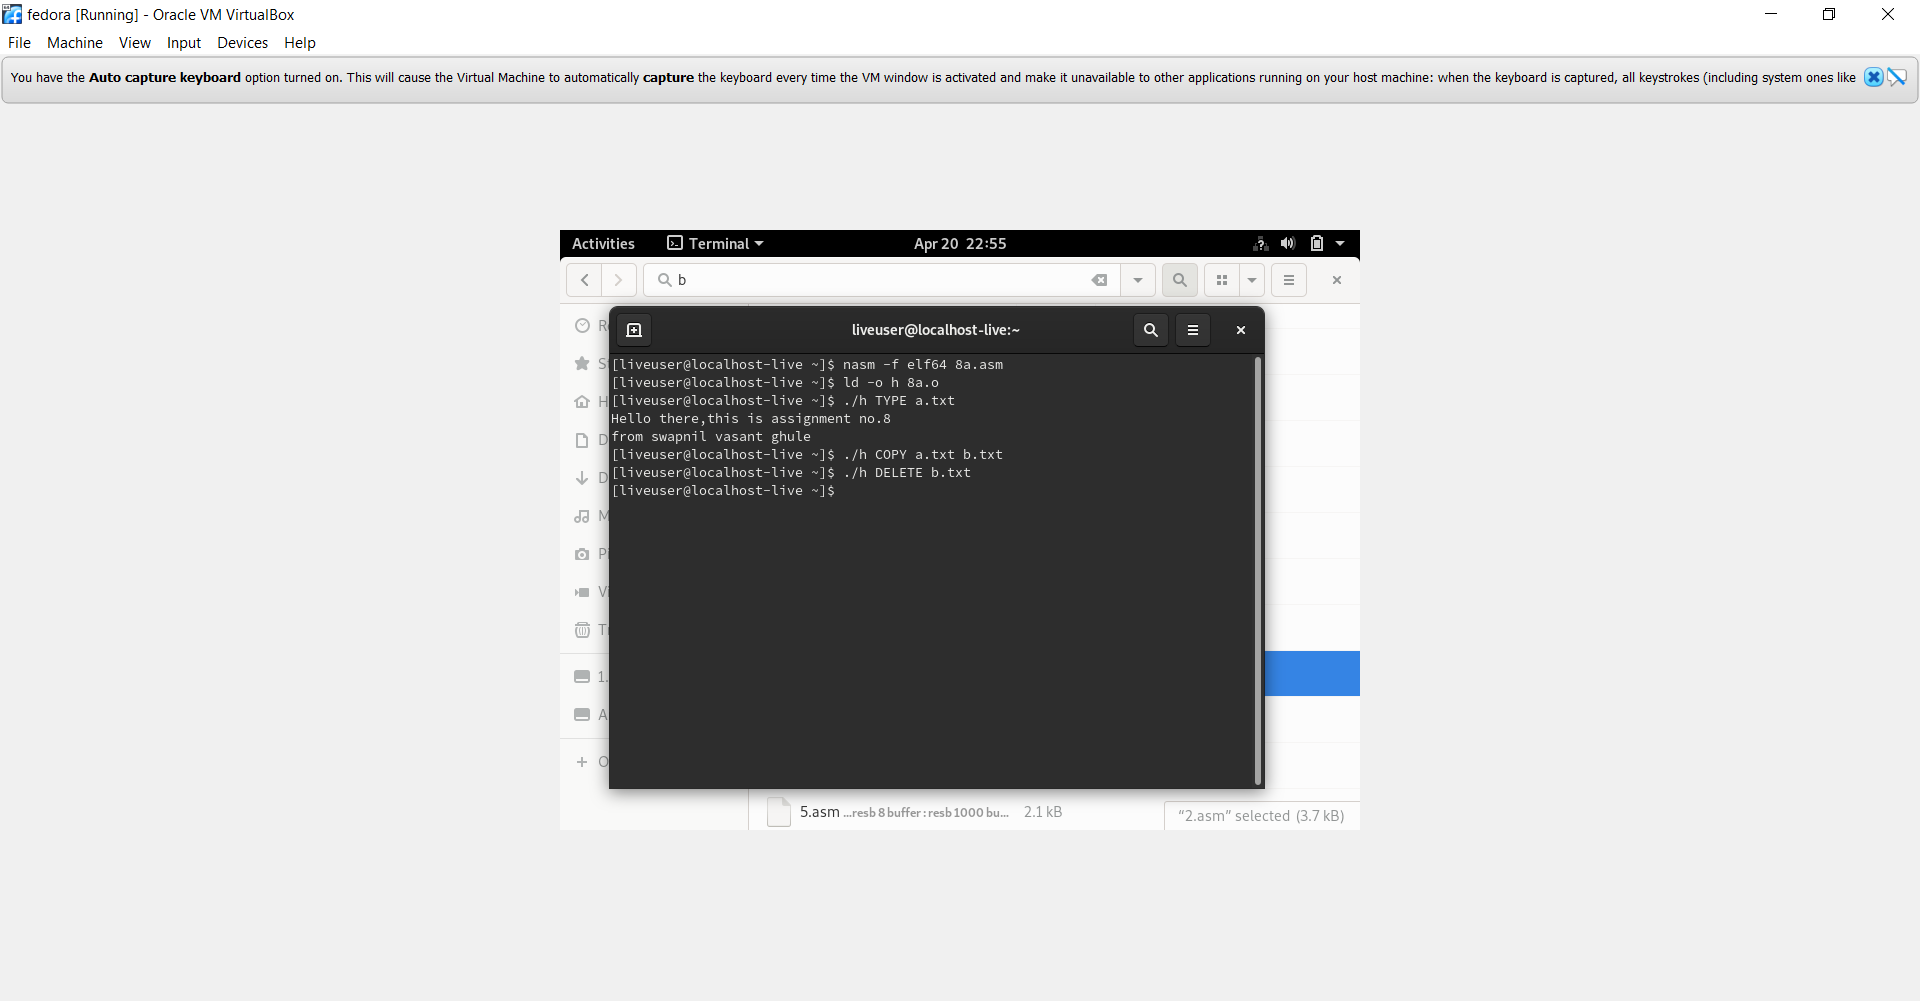 fedora [Running] - Oracle VM VirtualBox
File Machine View Input Devices Help
You have the Auto capture keyboard option turned on. This will cause the Virtual Machine to automatically capture the keyboard every time the VM window is activated and make it unavailable to other applications running on your host machine: when the keyboard is captured, all keystrokes (including system ones like
Activities Terminal Apr 20 22:55
b
liveuser@localhost-live:~
[liveuser@localhost-live ~]$ nasm -f elf64 8a.asm
[liveuser@localhost-live ~]$ ld -o h 8a.o
[liveuser@localhost-live ~]$ ./h TYPE a.txt
Hello there,this is assignment no.8
from swapnil vasant ghule
[liveuser@localhost-live ~]$ ./h COPY a.txt b.txt
[liveuser@localhost-live ~]$ ./h DELETE b.txt
[liveuser@localhost-live ~]$
5.asm ...resb 8 buffer : resb 1000 bu... 2.1 kB
“2.asm” selected (3.7 kB)